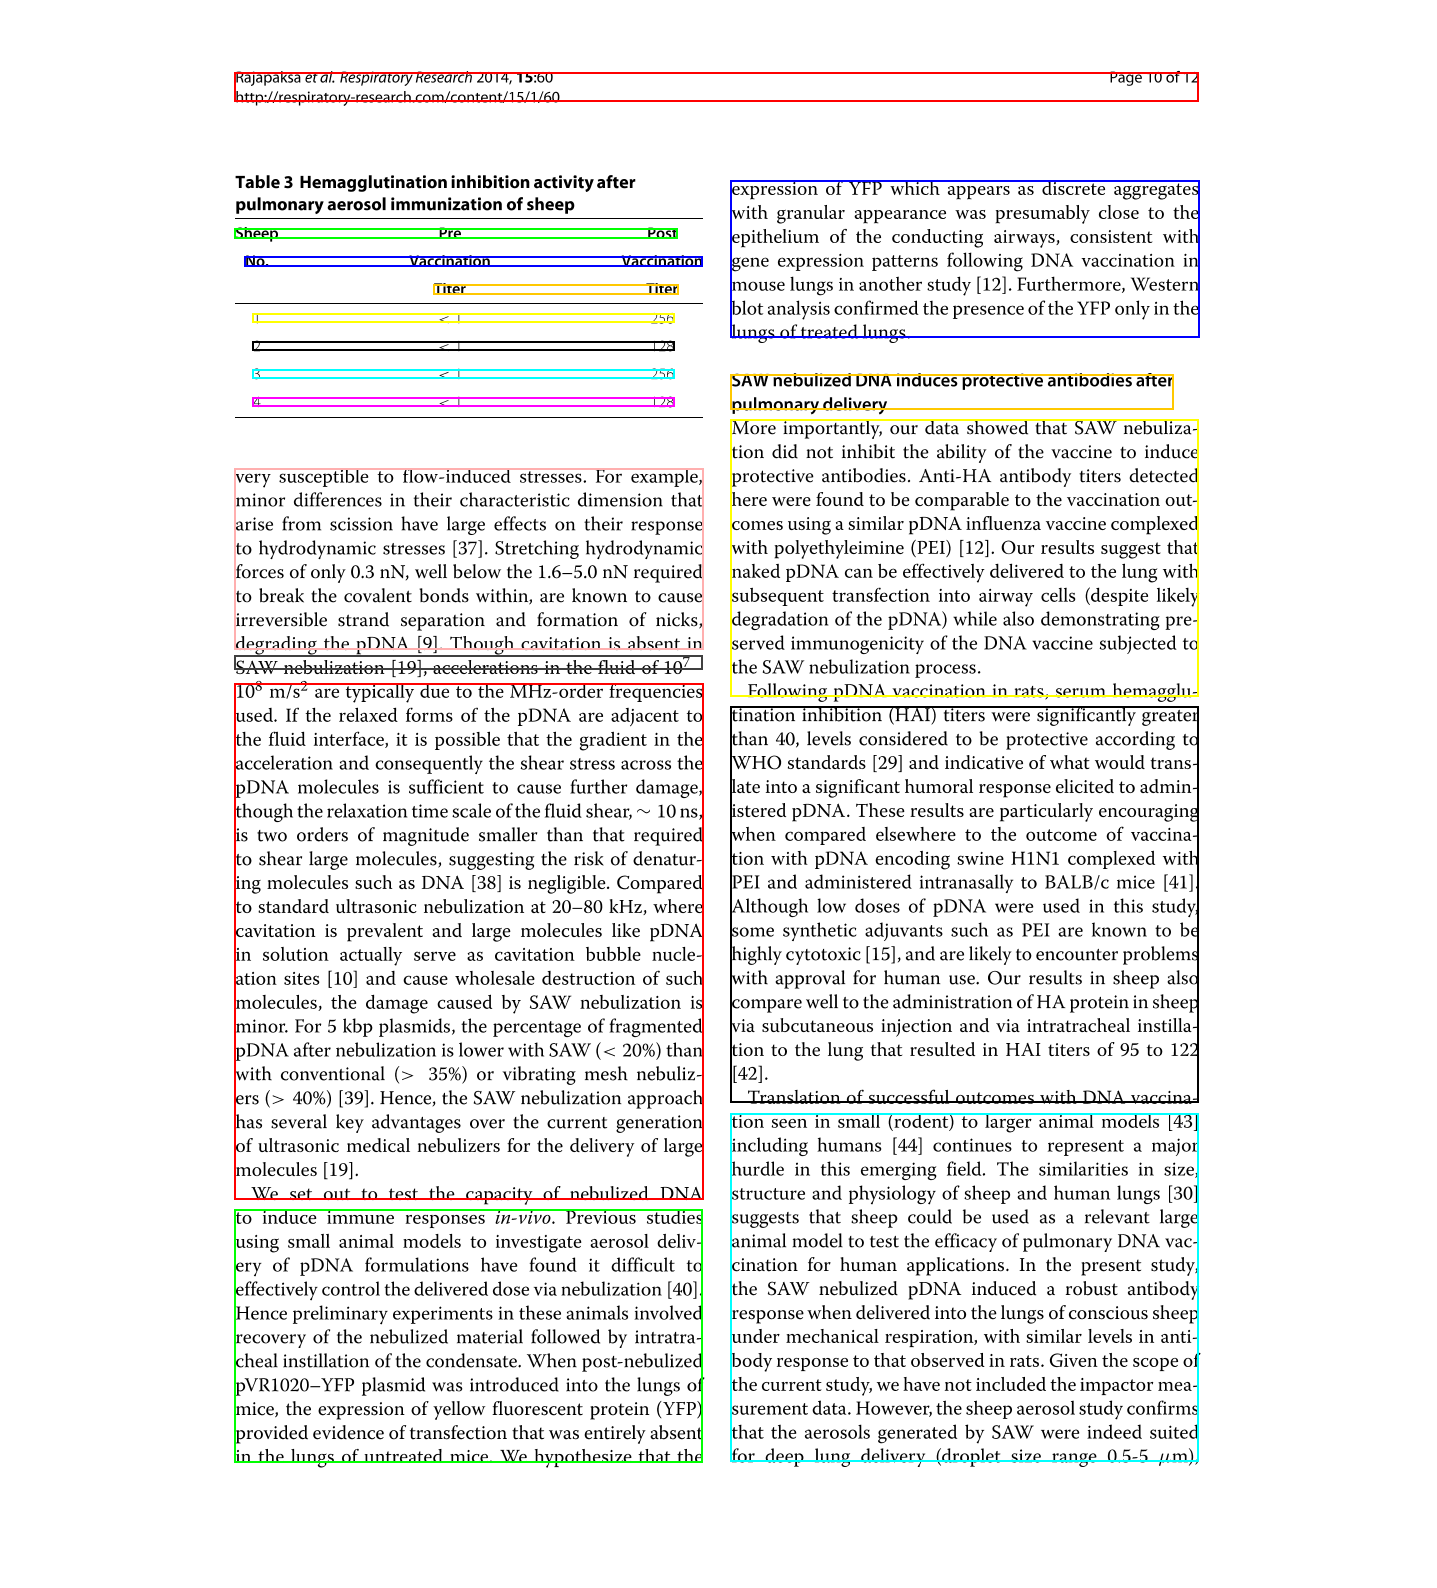 Rajapaksa et al. Respiratory Research 2014, 15:60 Page 10 of 12
http://respiratory-research.com/content/15/1/60
Table 3 Hemagglutination inhibition activity after
pulmonary aerosol immunization of sheep
Sheep Pre Post
No. Vaccination Vaccination
Titer Titer
1 < 1 256
2 < 1 128
3 < 1 256
4 < 1 128
very susceptible to flow-induced stresses. For example,
minor differences in their characteristic dimension that
arise from scission have large effects on their response
to hydrodynamic stresses [37]. Stretching hydrodynamic
forces of only 0.3 nN, well below the 1.6–5.0 nN required
to break the covalent bonds within, are known to cause
irreversible strand separation and formation of nicks,
degrading the pDNA [9]. Though cavitation is absent in
SAW nebulization [19], accelerations in the fluid of 10⁷–
10⁸ m/s² are typically due to the MHz-order frequencies
used. If the relaxed forms of the pDNA are adjacent to
the fluid interface, it is possible that the gradient in the
acceleration and consequently the shear stress across the
pDNA molecules is sufficient to cause further damage,
though the relaxation time scale of the fluid shear, ∼ 10 ns,
is two orders of magnitude smaller than that required
to shear large molecules, suggesting the risk of denatur-
ing molecules such as DNA [38] is negligible. Compared
to standard ultrasonic nebulization at 20–80 kHz, where
cavitation is prevalent and large molecules like pDNA
in solution actually serve as cavitation bubble nucle-
ation sites [10] and cause wholesale destruction of such
molecules, the damage caused by SAW nebulization is
minor. For 5 kbp plasmids, the percentage of fragmented
pDNA after nebulization is lower with SAW (< 20%) than
with conventional (> 35%) or vibrating mesh nebuliz-
ers (> 40%) [39]. Hence, the SAW nebulization approach
has several key advantages over the current generation
of ultrasonic medical nebulizers for the delivery of large
molecules [19].
We set out to test the capacity of nebulized DNA
to induce immune responses in-vivo. Previous studies
using small animal models to investigate aerosol deliv-
ery of pDNA formulations have found it difficult to
effectively control the delivered dose via nebulization [40].
Hence preliminary experiments in these animals involved
recovery of the nebulized material followed by intratra-
cheal instillation of the condensate. When post-nebulized
pVR1020–YFP plasmid was introduced into the lungs of
mice, the expression of yellow fluorescent protein (YFP)
provided evidence of transfection that was entirely absent
in the lungs of untreated mice. We hypothesize that the
expression of YFP which appears as discrete aggregates
with granular appearance was presumably close to the
epithelium of the conducting airways, consistent with
gene expression patterns following DNA vaccination in
mouse lungs in another study [12]. Furthermore, Western
blot analysis confirmed the presence of the YFP only in the
lungs of treated lungs.
SAW nebulized DNA induces protective antibodies after
pulmonary delivery
More importantly, our data showed that SAW nebuliza-
tion did not inhibit the ability of the vaccine to induce
protective antibodies. Anti-HA antibody titers detected
here were found to be comparable to the vaccination out-
comes using a similar pDNA influenza vaccine complexed
with polyethyleimine (PEI) [12]. Our results suggest that
naked pDNA can be effectively delivered to the lung with
subsequent transfection into airway cells (despite likely
degradation of the pDNA) while also demonstrating pre-
served immunogenicity of the DNA vaccine subjected to
the SAW nebulization process.
Following pDNA vaccination in rats, serum hemagglu-
tination inhibition (HAI) titers were significantly greater
than 40, levels considered to be protective according to
WHO standards [29] and indicative of what would trans-
late into a significant humoral response elicited to admin-
istered pDNA. These results are particularly encouraging
when compared elsewhere to the outcome of vaccina-
tion with pDNA encoding swine H1N1 complexed with
PEI and administered intranasally to BALB/c mice [41].
Although low doses of pDNA were used in this study,
some synthetic adjuvants such as PEI are known to be
highly cytotoxic [15], and are likely to encounter problems
with approval for human use. Our results in sheep also
compare well to the administration of HA protein in sheep
via subcutaneous injection and via intratracheal instilla-
tion to the lung that resulted in HAI titers of 95 to 122
[42].
Translation of successful outcomes with DNA vaccina-
tion seen in small (rodent) to larger animal models [43]
including humans [44] continues to represent a major
hurdle in this emerging field. The similarities in size,
structure and physiology of sheep and human lungs [30]
suggests that sheep could be used as a relevant large
animal model to test the efficacy of pulmonary DNA vac-
cination for human applications. In the present study,
the SAW nebulized pDNA induced a robust antibody
response when delivered into the lungs of conscious sheep
under mechanical respiration, with similar levels in anti-
body response to that observed in rats. Given the scope of
the current study, we have not included the impactor mea-
surement data. However, the sheep aerosol study confirms
that the aerosols generated by SAW were indeed suited
for deep lung delivery (droplet size range 0.5-5 μm),